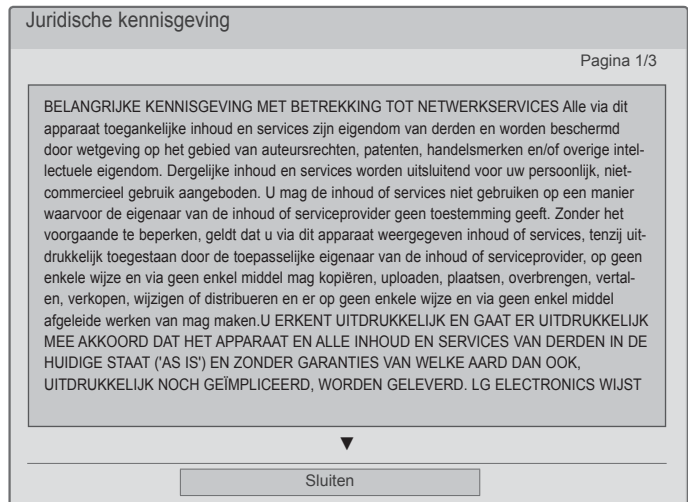 Juridische kennisgeving
Pagina 1/3
BELANGRIJKE KENNISGEVING MET BETREKKING TOT NETWERKSERVICES Alle via dit
apparaat toegankelijke inhoud en services zijn eigendom van derden en worden beschermd
door wetgeving op het gebied van auteursrechten, patenten, handelsmerken en/of overige intel-
lectuele eigendom. Dergelijke inhoud en services worden uitsluitend voor uw persoonlijk, niet-
commercieel gebruik aangeboden. U mag de inhoud of services niet gebruiken op een manier
waarvoor de eigenaar van de inhoud of serviceprovider geen toestemming geeft. Zonder het
voorgaande te beperken, geldt dat u via dit apparaat weergegeven inhoud of services, tenzij uit-
drukkelijk toegestaan door de toepasselijke eigenaar van de inhoud of serviceprovider, op geen
enkele wijze en via geen enkel middel mag kopiëren, uploaden, plaatsen, overbrengen, vertal-
en, verkopen, wijzigen of distribueren en er op geen enkele wijze en via geen enkel middel
afgeleide werken van mag maken.U ERKENT UITDRUKKELIJK EN GAAT ER UITDRUKKELIJK
MEE AKKOORD DAT HET APPARAAT EN ALLE INHOUD EN SERVICES VAN DERDEN IN DE
HUIDIGE STAAT ('AS IS') EN ZONDER GARANTIES VAN WELKE AARD DAN OOK,
UITDRUKKELIJK NOCH GEÏMPLICEERD, WORDEN GELEVERD. LG ELECTRONICS WIJST
▼
Sluiten